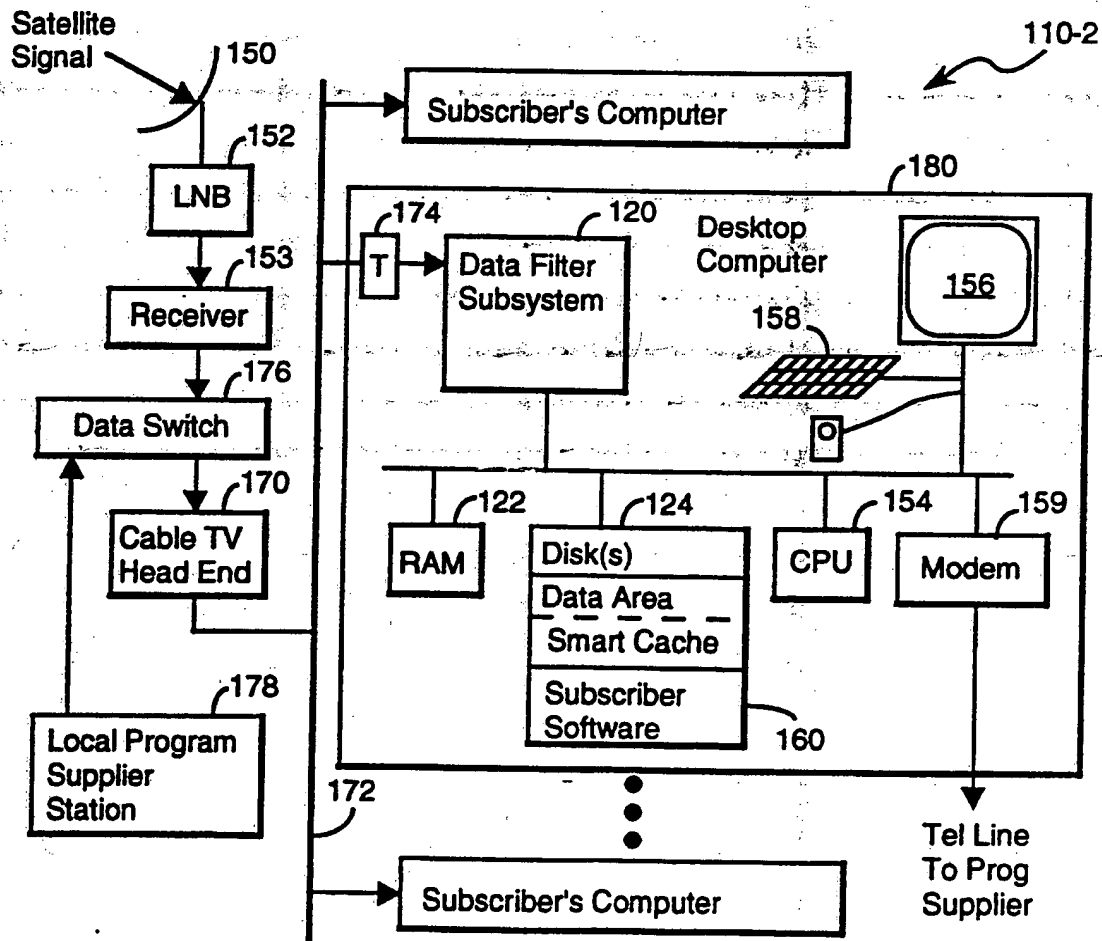 Satellite
Signal
150
110-2
Subscriber's Computer
152
LNB
180
174
120
Desktop
Computer
T
Data Filter
Subsystem
156
153
Receiver
158
176
Data Switch
170
Cable TV
Head End
122
RAM
124
Disk(s)
Data Area
Smart Cache
Subscriber
Software
160
154
CPU
159
Modem
178
Local Program
Supplier
Station
172
Tel Line
To Prog
Supplier
Subscriber's Computer